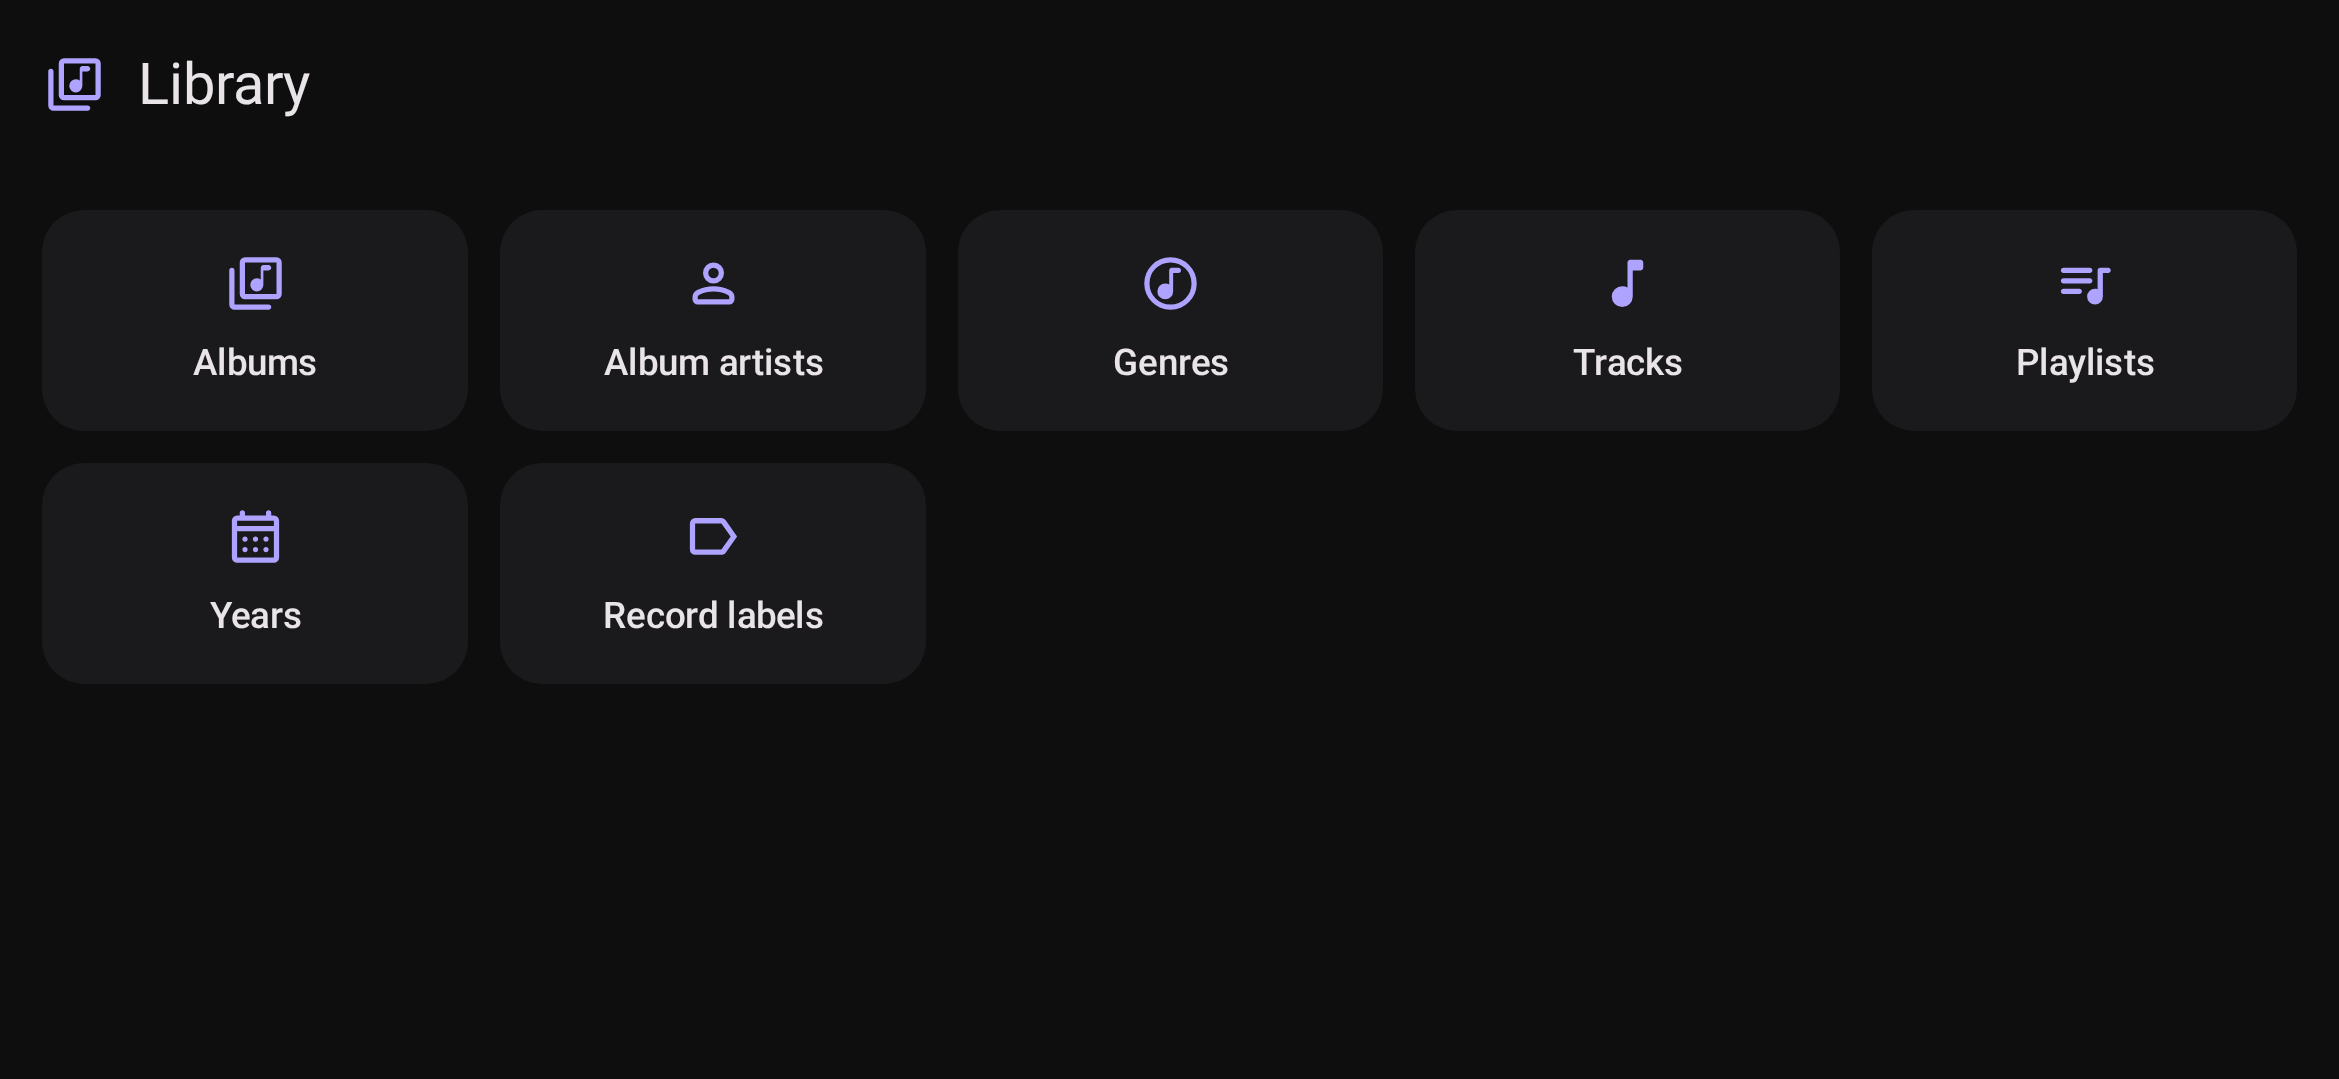 Library
Albums
Album artists
Genres
Tracks
Playlists
Years
Record labels